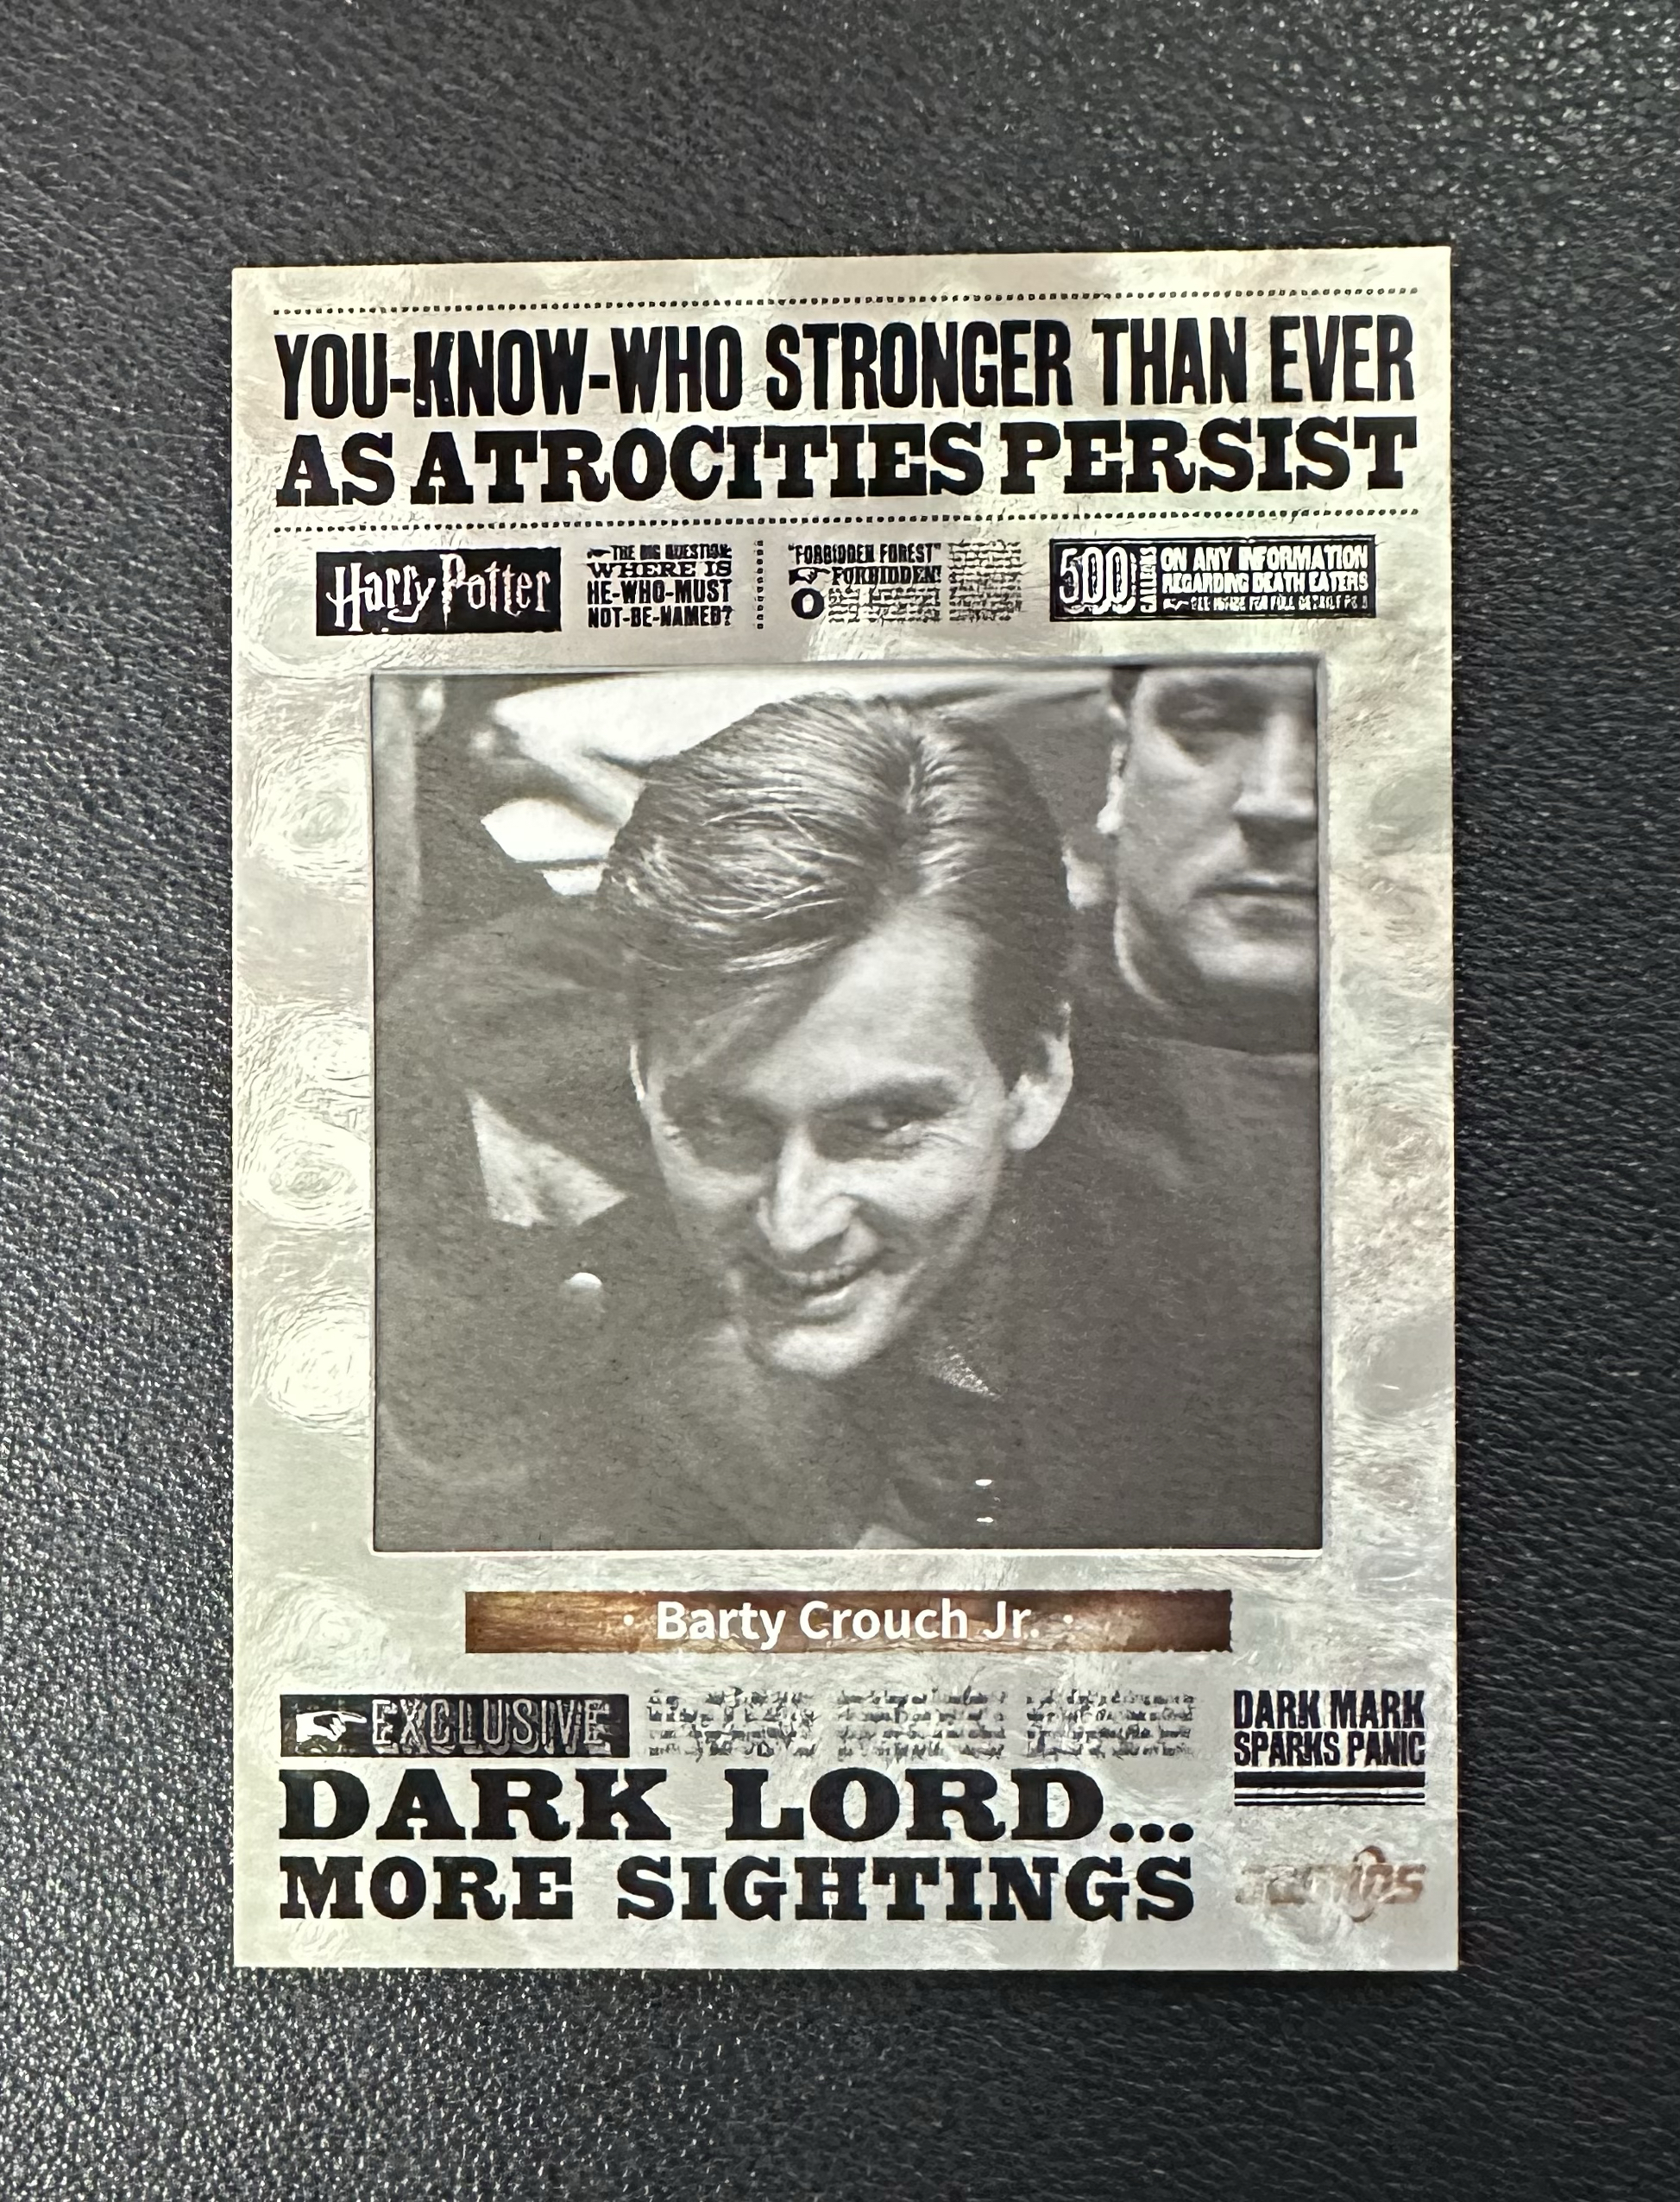 YOU-KNOW-WHO STRONGER THAN EVER
AS ATROCITIES PERSIST
Harry Potter
THE BIG QUESTION:
WHERE IS
HE-WHO-MUST
NOT-BE-NAMED?
"FORBIDDEN FOREST"
FORBIDDEN!
500 GALLEONS
ON ANY INFORMATION
REGARDING DEATH EATERS
· Barty Crouch Jr. ·
EXCLUSIVE
DARK LORD...
MORE SIGHTINGS
DARK MARK
SPARKS PANIC